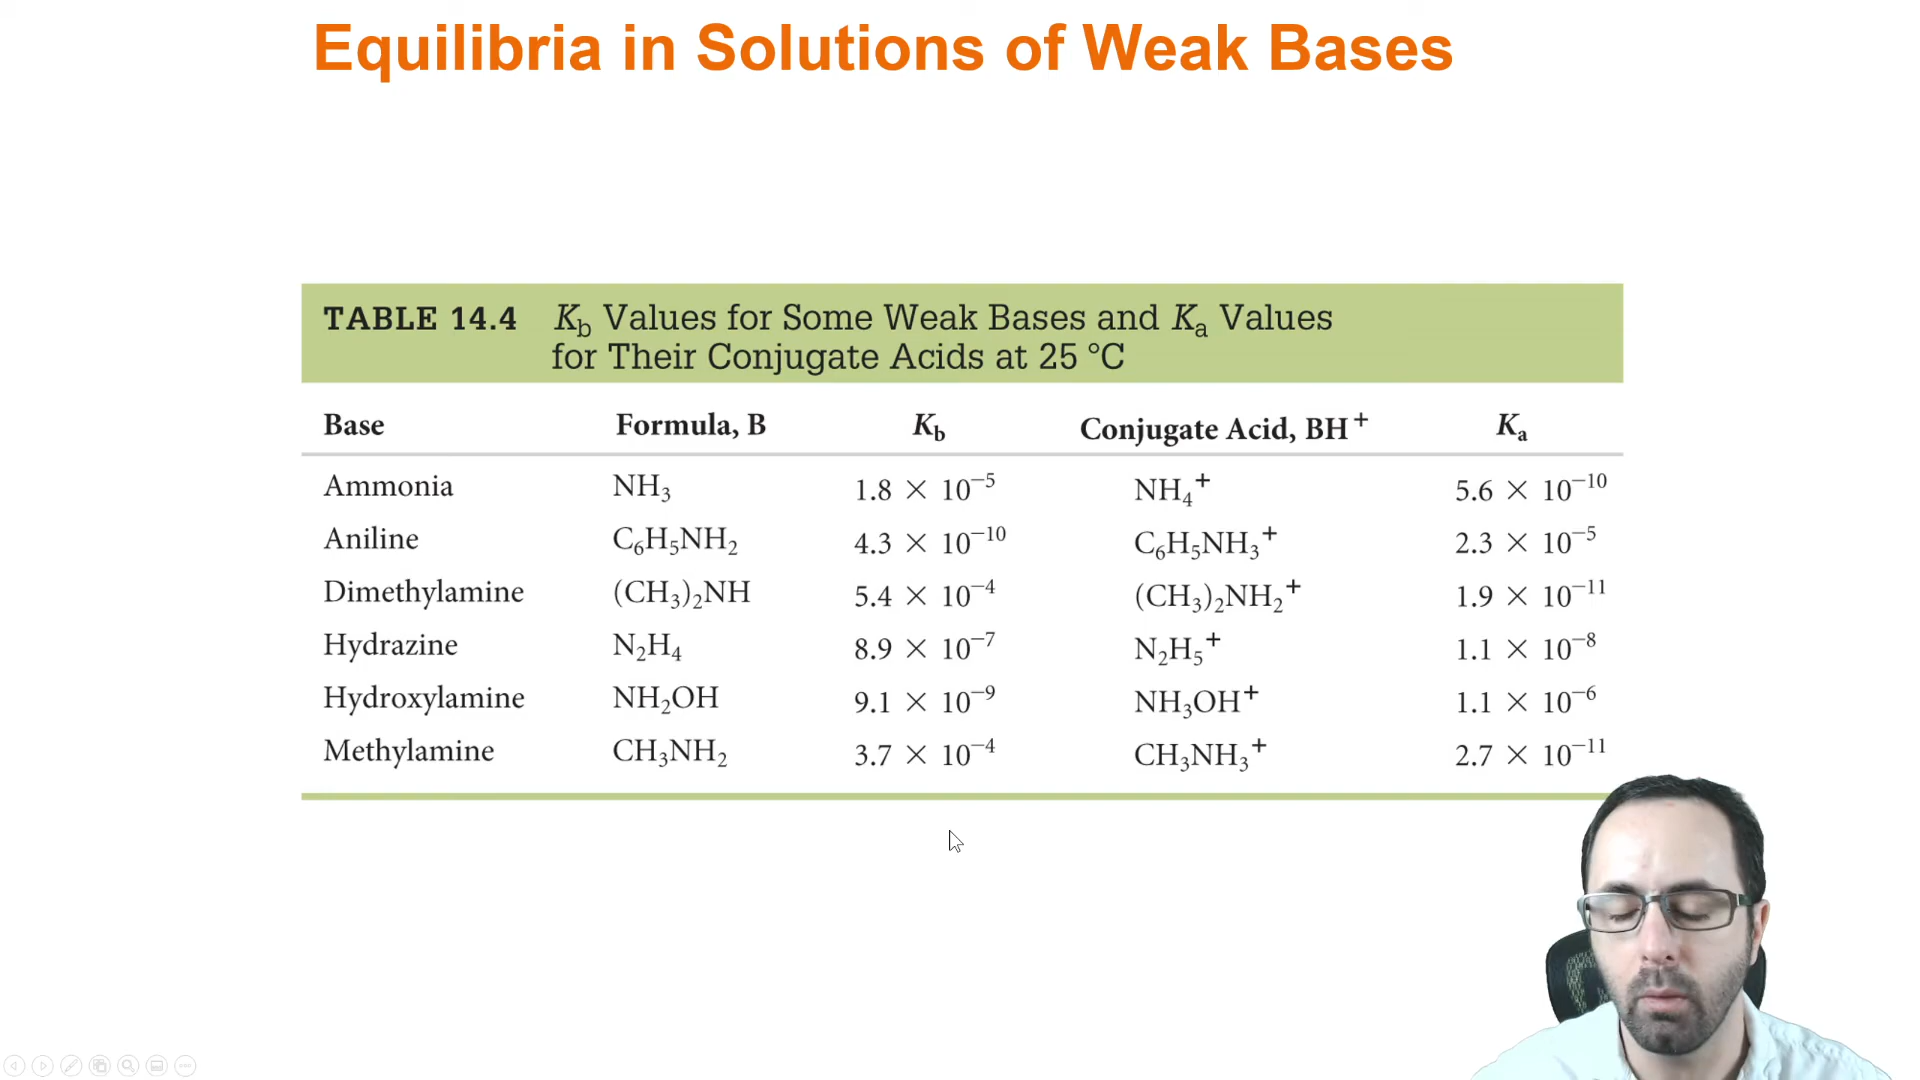 Equilibria in Solutions of Weak Bases
TABLE 14.4 K_b Values for Some Weak Bases and K_a Values
for Their Conjugate Acids at 25 °C
Base Formula, B K_b Conjugate Acid, BH⁺ K_a
Ammonia NH₃ 1.8 × 10⁻⁵ NH₄⁺ 5.6 × 10⁻¹⁰
Aniline C₆H₅NH₂ 4.3 × 10⁻¹⁰ C₆H₅NH₃⁺ 2.3 × 10⁻⁵
Dimethylamine (CH₃)₂NH 5.4 × 10⁻⁴ (CH₃)₂NH₂⁺ 1.9 × 10⁻¹¹
Hydrazine N₂H₄ 8.9 × 10⁻⁷ N₂H₅⁺ 1.1 × 10⁻⁸
Hydroxylamine NH₂OH 9.1 × 10⁻⁹ NH₃OH⁺ 1.1 × 10⁻⁶
Methylamine CH₃NH₂ 3.7 × 10⁻⁴ CH₃NH₃⁺ 2.7 × 10⁻¹¹